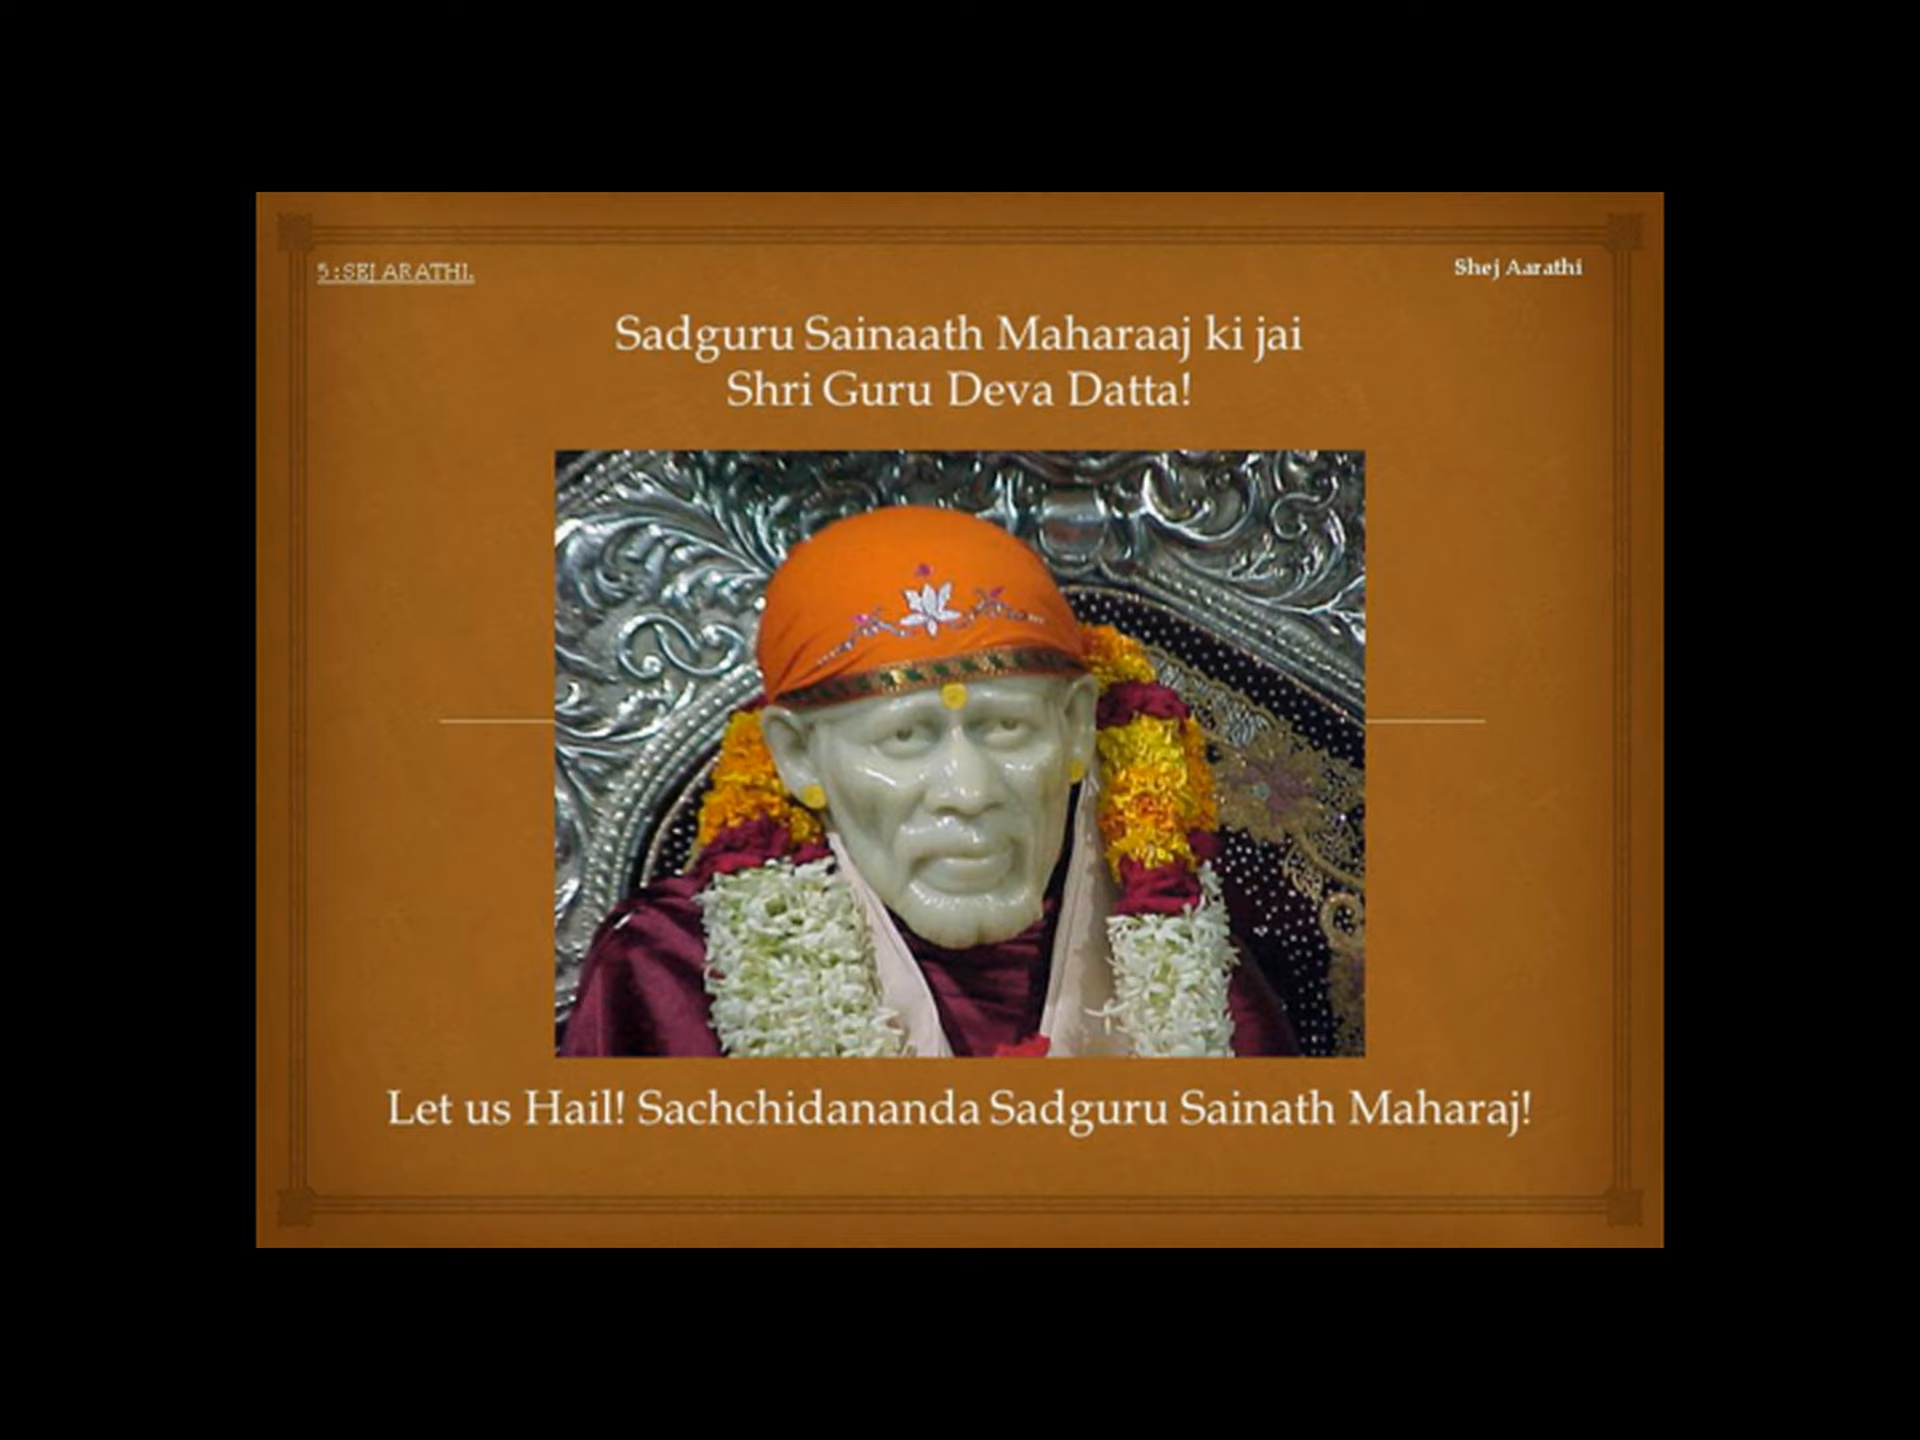 5 : SEJ ARATHI.
Shej Aarathi
Sadguru Sainaath Maharaaj ki jai
Shri Guru Deva Datta!
Let us Hail! Sachchidananda Sadguru Sainath Maharaj!